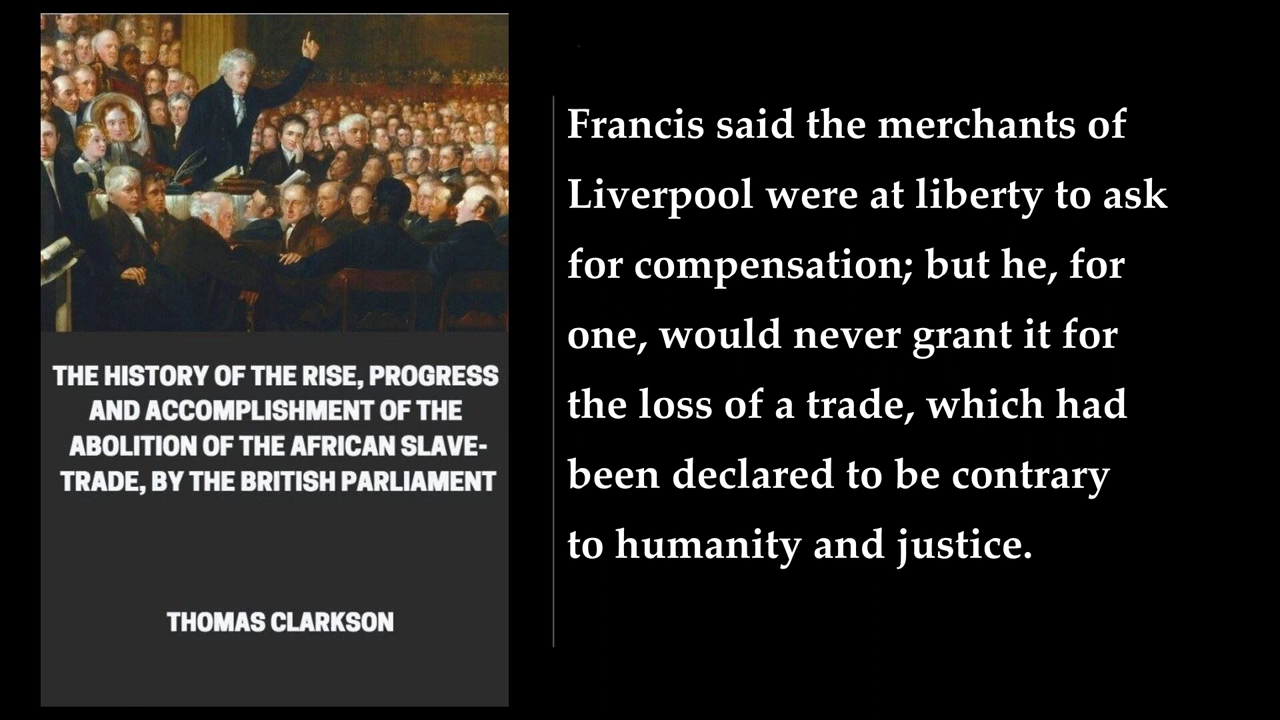 THE HISTORY OF THE RISE, PROGRESS
AND ACCOMPLISHMENT OF THE
ABOLITION OF THE AFRICAN SLAVE-
TRADE, BY THE BRITISH PARLIAMENT
THOMAS CLARKSON
Francis said the merchants of
Liverpool were at liberty to ask
for compensation; but he, for
one, would never grant it for
the loss of a trade, which had
been declared to be contrary
to humanity and justice.